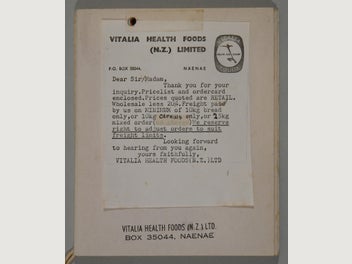 VITALIA HEALTH FOODS
(N.Z.) LIMITED
P.O. BOX 35044, NAENAE
Dear Sir/Madam,
Thank you for your
inquiry.Pricelist and ordercard
enclosed.Prices quoted are RETAIL.
Wholesale less 20%.Freight paid
by us on MINIMUM of 10kg bread
only,or 10kg cereals only,or 25kg
mixed order We reserve
right to adjust orders to suit
freight limits.
Looking forward
to hearing from you again,
yours faithfully,
VITALIA HEALTH FOODS(N.Z.)LTD
VITALIA HEALTH FOODS (N.Z.) LTD.
BOX 35044, NAENAE